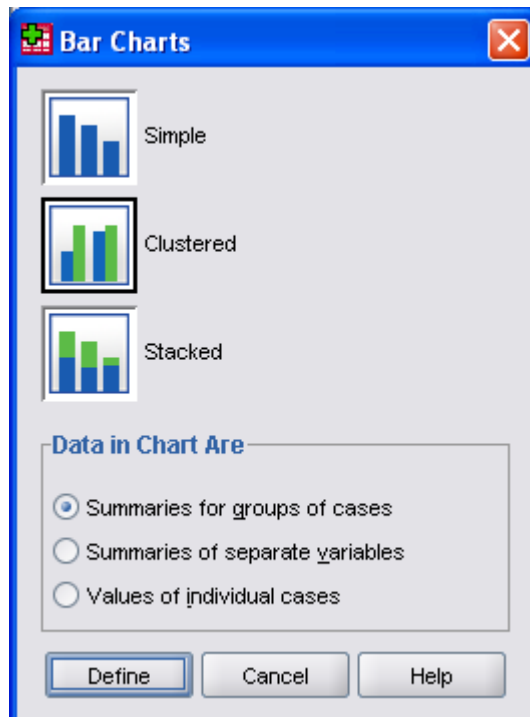 Bar Charts
Simple
Clustered
Stacked
Data in Chart Are
Summaries for groups of cases
Summaries of separate variables
Values of individual cases
Define Cancel Help